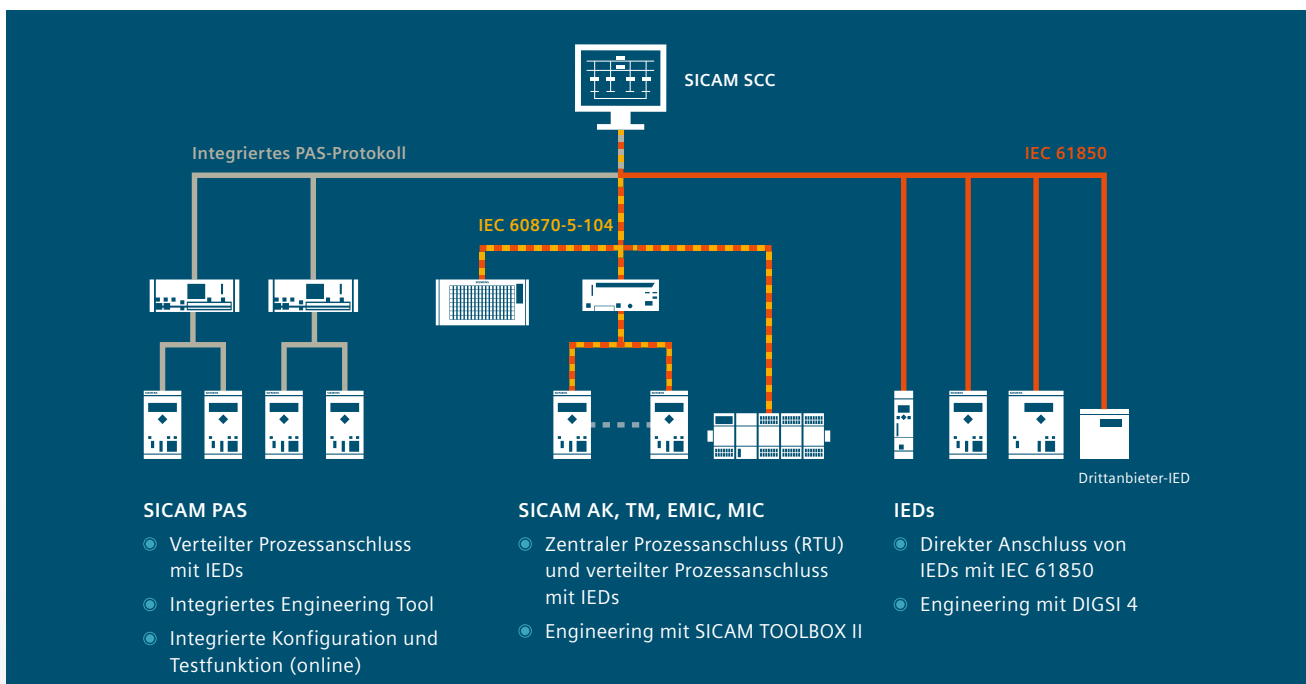 SICAM SCC
Integriertes PAS-Protokoll
IEC 61850
IEC 60870-5-104
Drittanbieter-IED
SICAM PAS
Verteilter Prozessanschluss
mit IEDs
Integriertes Engineering Tool
Integrierte Konfiguration und
Testfunktion (online)
SICAM AK, TM, EMIC, MIC
Zentraler Prozessanschluss (RTU)
und verteilter Prozessanschluss
mit IEDs
Engineering mit SICAM TOOLBOX II
IEDs
Direkter Anschluss von
IEDs mit IEC 61850
Engineering mit DIGSI 4